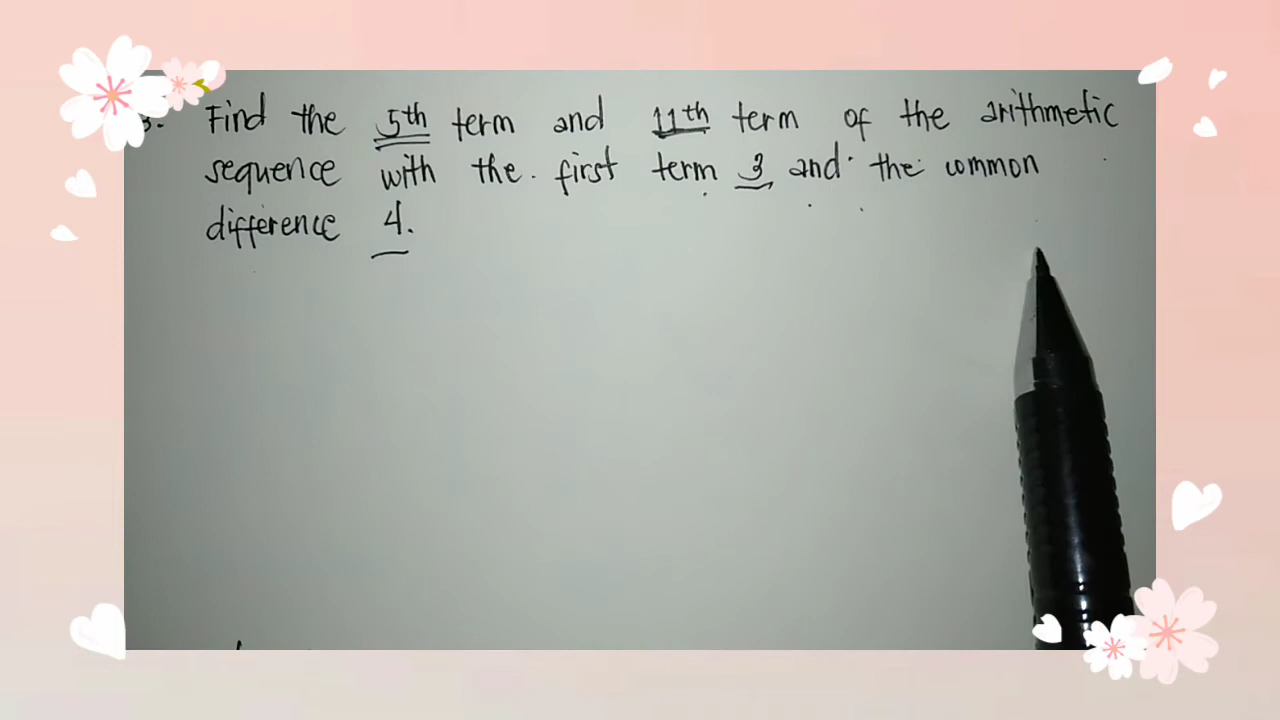 3. Find the 5th term and 11th term of the arithmetic
sequence with the first term 3 and the common
difference 4.